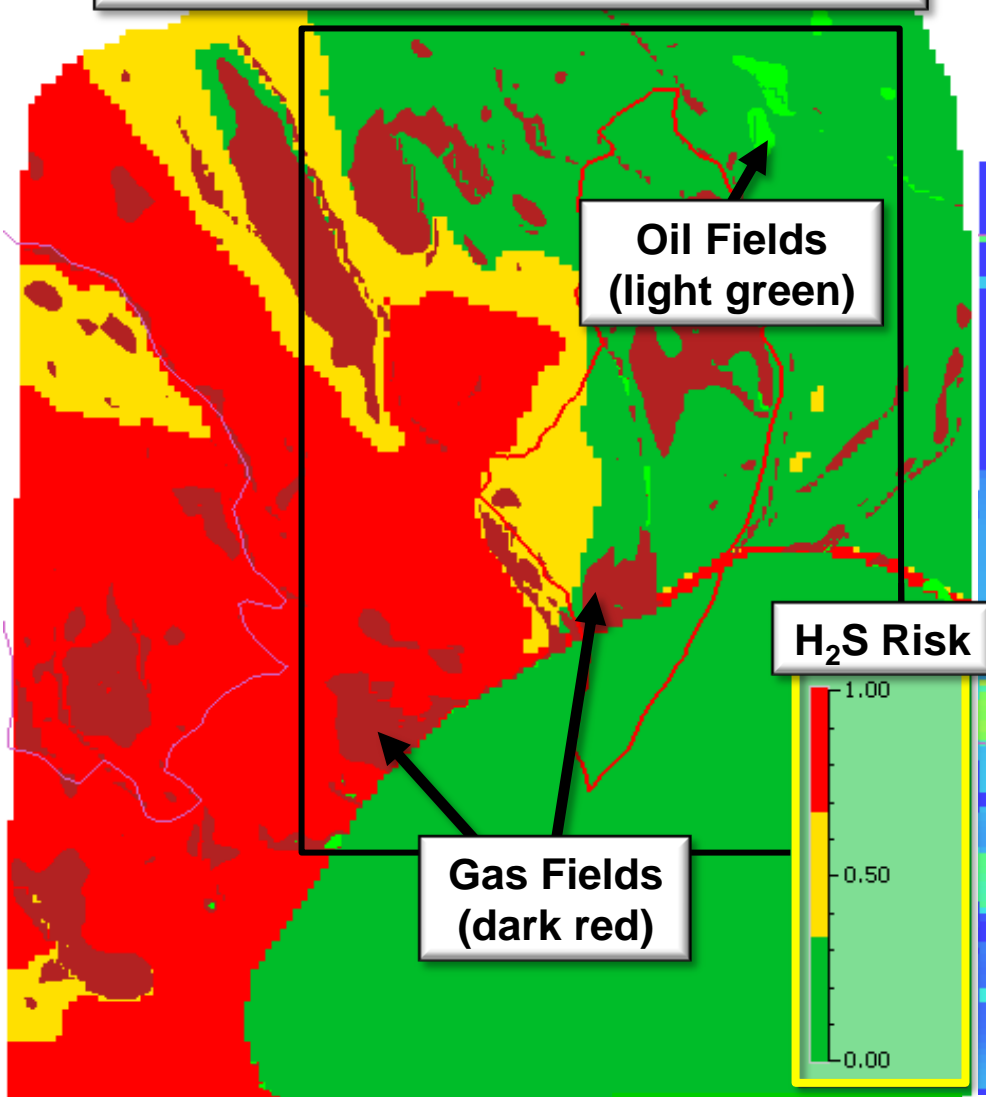 Oil Fields
(light green)
H₂S Risk
1.00
0.50
0.00
Gas Fields
(dark red)